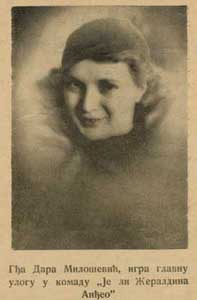 Гђа Дара Милошевић, игра главну
улогу у комаду „Је ли Жералдина
Анђео”